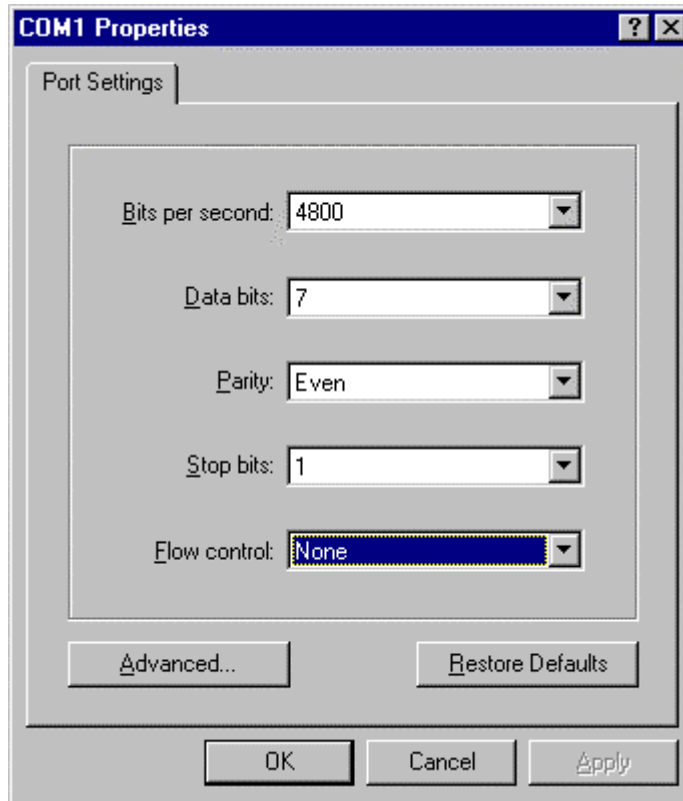 COM1 Properties
Port Settings
Bits per second: 4800
Data bits: 7
Parity: Even
Stop bits: 1
Flow control: None
Advanced... Restore Defaults
OK Cancel Apply